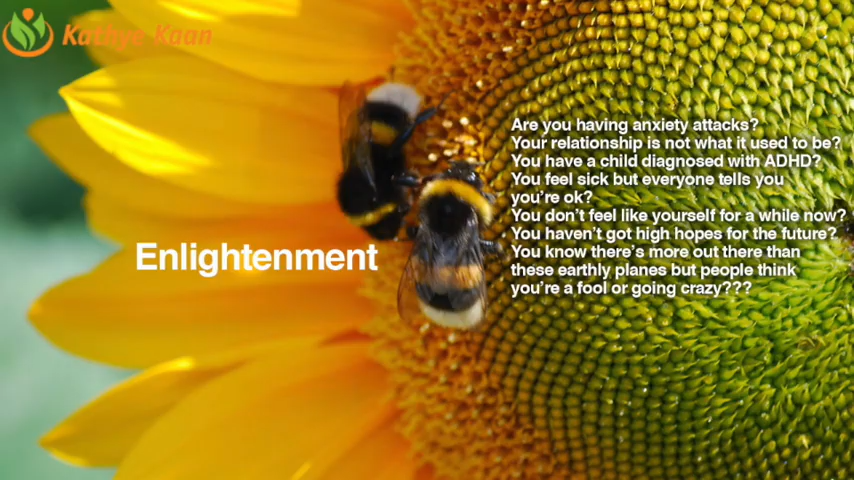 Kathye Kaan
Enlightenment
Are you having anxiety attacks?
Your relationship is not what it used to be?
You have a child diagnosed with ADHD?
You feel sick but everyone tells you
you're ok?
You don't feel like yourself for a while now?
You haven't got high hopes for the future?
You know there's more out there than
these earthly planes but people think
you're a fool or going crazy???